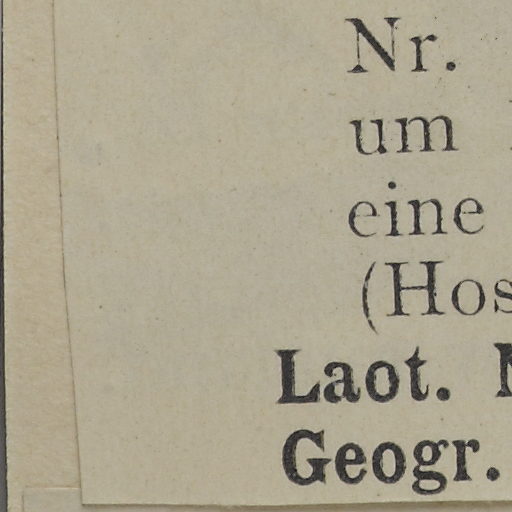 Nr.
um
eine
(Hos
Laot.
Geogr.